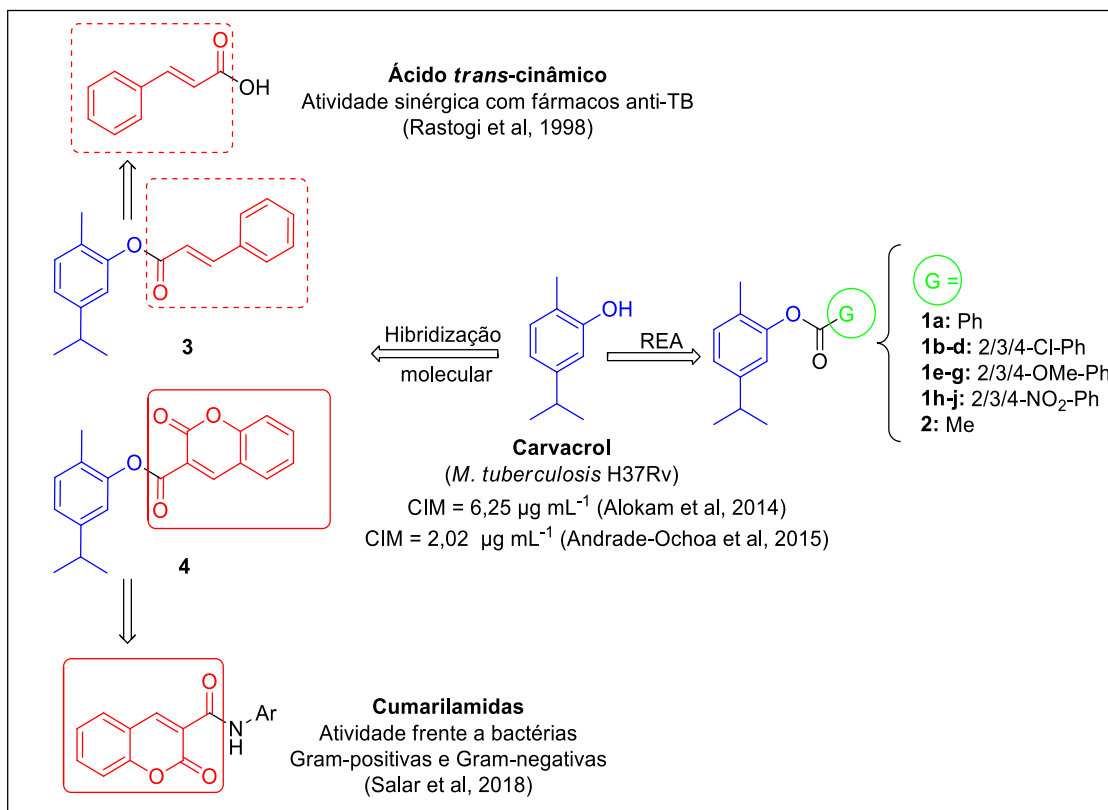 O
OH
Ácido trans-cinâmico
Atividade sinérgica com fármacos anti-TB
(Rastogi et al, 1998)
O
O
3
Hibridização
molecular
OH
REA
O
O
G
G =
1a: Ph
1b-d: 2/3/4-Cl-Ph
1e-g: 2/3/4-OMe-Ph
1h-j: 2/3/4-NO₂-Ph
2: Me
Carvacrol
(M. tuberculosis H37Rv)
CIM = 6,25 µg mL⁻¹ (Alokam et al, 2014)
CIM = 2,02 µg mL⁻¹ (Andrade-Ochoa et al, 2015)
O
O
O
O
4
O
N
H
Ar
O
O
Cumarilamidas
Atividade frente a bactérias
Gram-positivas e Gram-negativas
(Salar et al, 2018)